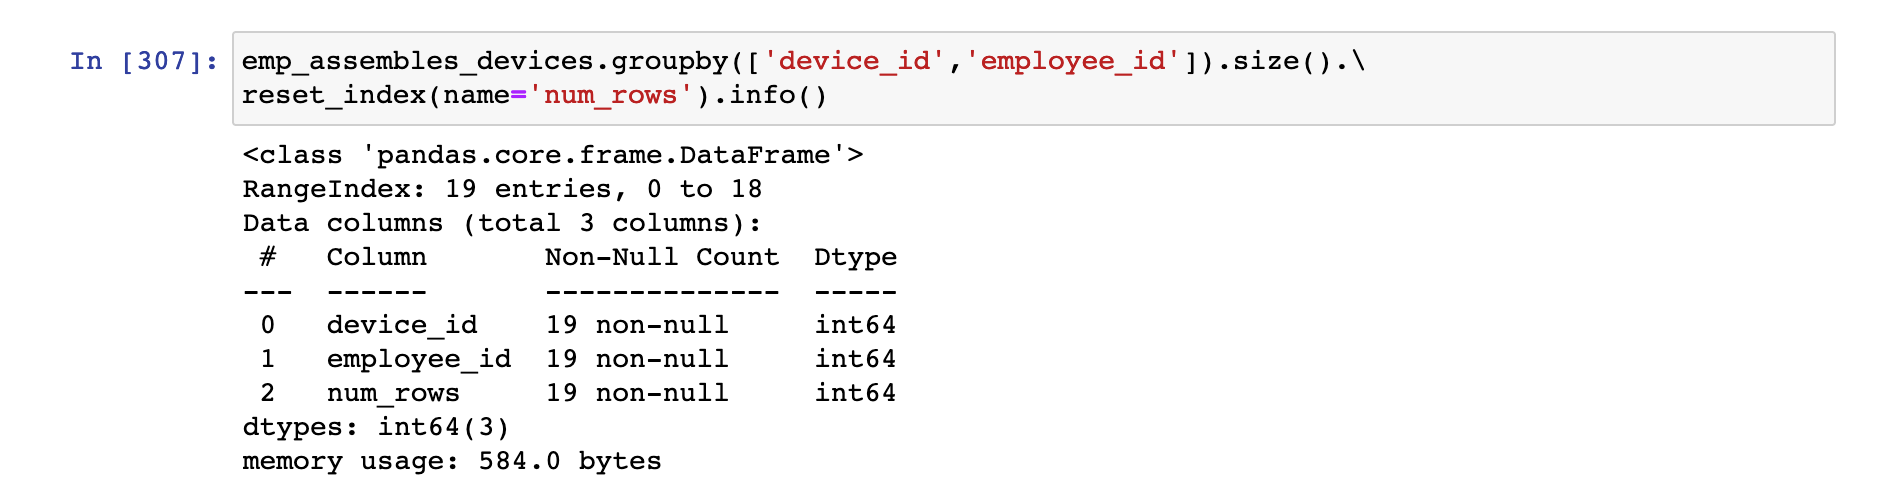 In [307]: emp_assembles_devices.groupby(['device_id','employee_id']).size().\
reset_index(name='num_rows').info()
<class 'pandas.core.frame.DataFrame'>
RangeIndex: 19 entries, 0 to 18
Data columns (total 3 columns):
 #   Column       Non-Null Count  Dtype
---  ------       --------------  -----
 0   device_id    19 non-null     int64
 1   employee_id  19 non-null     int64
 2   num_rows     19 non-null     int64
dtypes: int64(3)
memory usage: 584.0 bytes